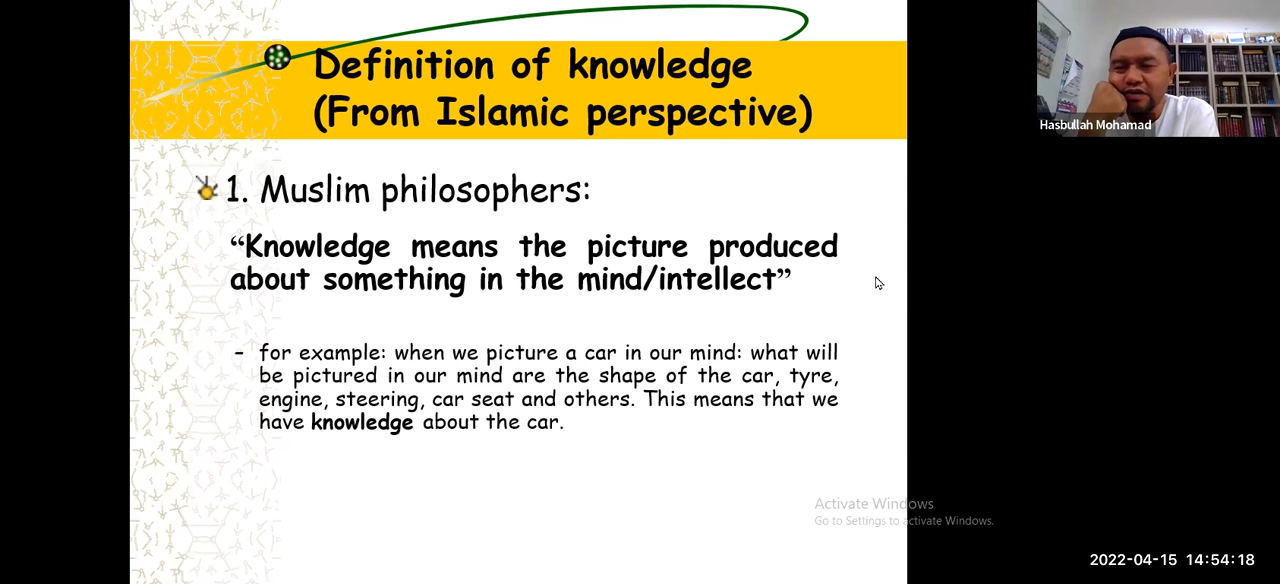 Definition of knowledge
(From Islamic perspective)
1. Muslim philosophers:
“Knowledge means the picture produced
about something in the mind/intellect”
– for example: when we picture a car in our mind: what will
be pictured in our mind are the shape of the car, tyre,
engine, steering, car seat and others. This means that we
have knowledge about the car.
Hasbullah Mohamad
Activate Windows
Go to Settings to activate Windows.
2022-04-15 14:54:18